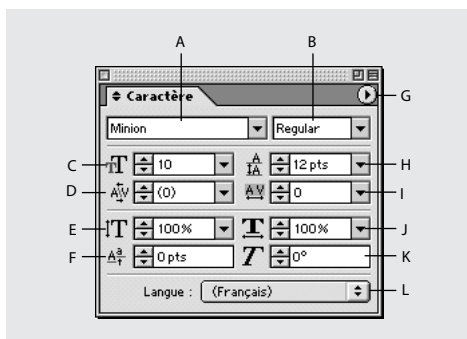 A
B
Caractère
G
Minion
Regular
C
10
12 pts
H
D
(0)
0
I
E
100%
100%
J
F
0 pts
0°
K
Langue : (Français)
L